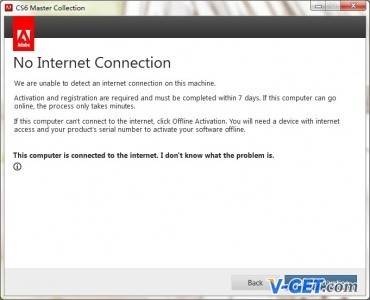 CS6 Master Collection
Adobe
No Internet Connection
We are unable to detect an internet connection on this machine.
Activation and registration are required and must be completed within 7 days. If this computer can go
online, the process only takes minutes.
If this computer can't connect to the internet, click Offline Activation. You will need a device with internet
access and your product's serial number to activate your software offline.
This computer is connected to the internet. I don't know what the problem is.
Back
V-GET.com